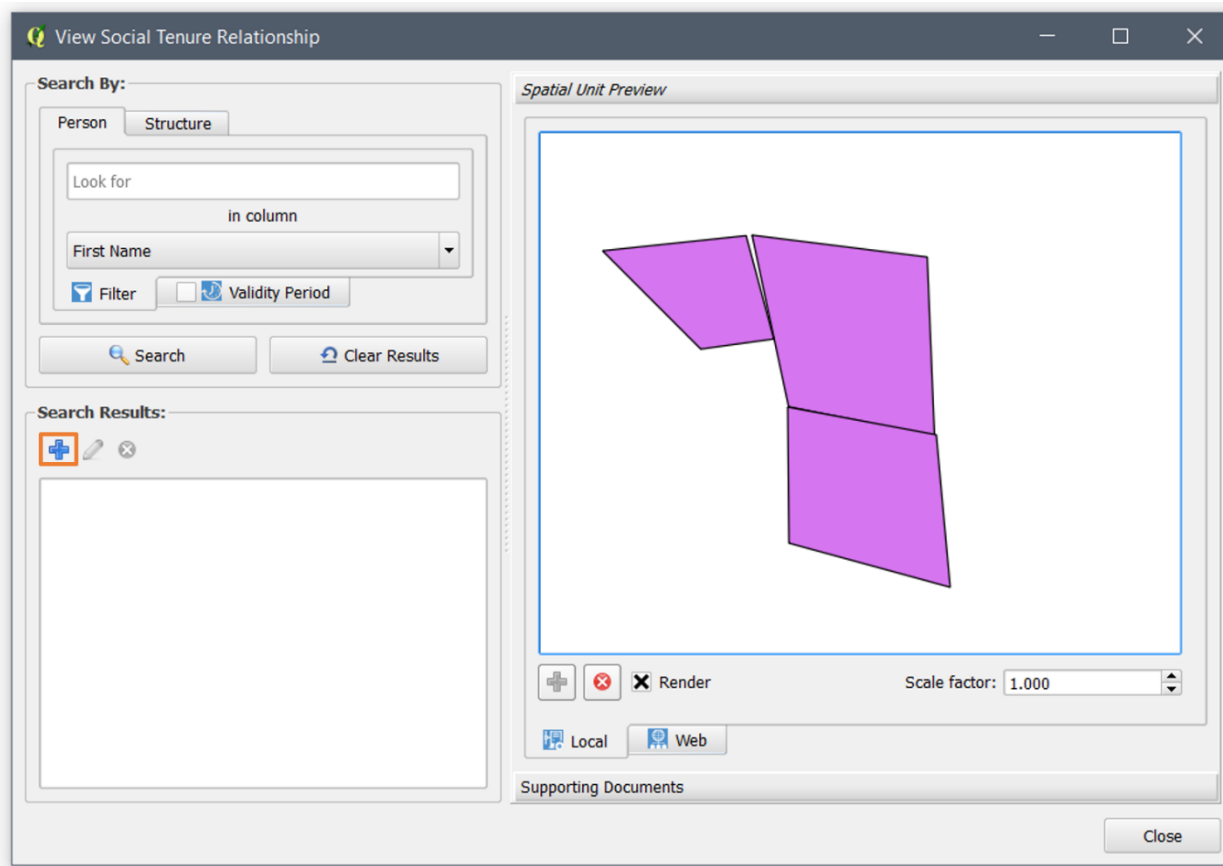 View Social Tenure Relationship
Search By:
Person
Structure
Look for
in column
First Name
Filter
Validity Period
Search
Clear Results
Search Results:
Spatial Unit Preview
Render
Scale factor: 1.000
Local
Web
Supporting Documents
Close